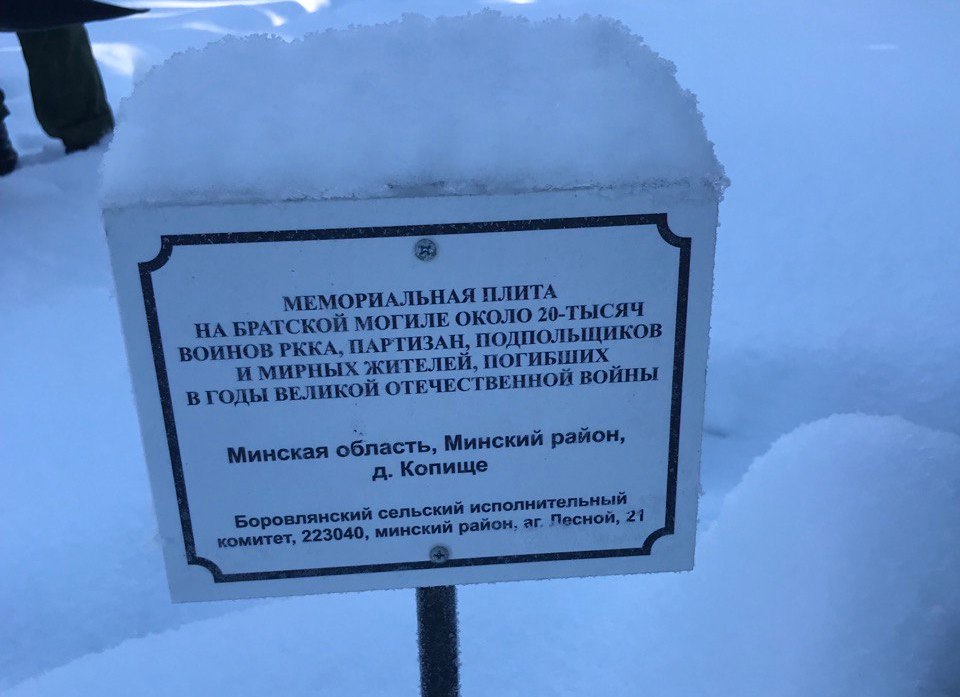 МЕМОРИАЛЬНАЯ ПЛИТА
НА БРАТСКОЙ МОГИЛЕ ОКОЛО 20-ТЫСЯЧ
ВОИНОВ РККА, ПАРТИЗАН, ПОДПОЛЬЩИКОВ
И МИРНЫХ ЖИТЕЛЕЙ, ПОГИБШИХ
В ГОДЫ ВЕЛИКОЙ ОТЕЧЕСТВЕННОЙ ВОЙНЫ
Минская область, Минский район,
д. Копище
Боровлянский сельский исполнительный
комитет, 223040, минский район, аг. Лесной, 21